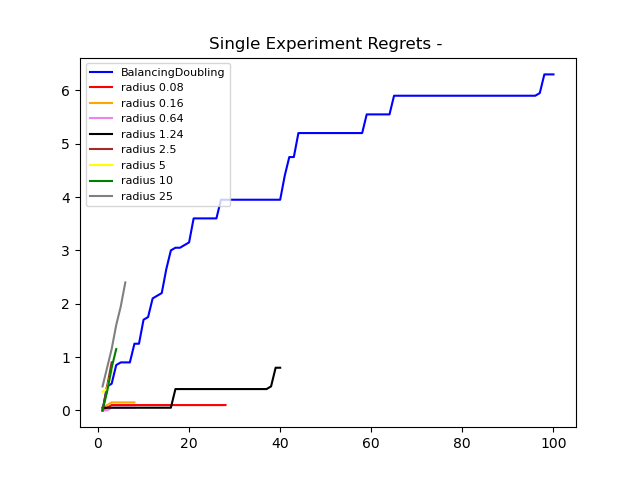 Single Experiment Regrets -
BalancingDoubling
radius 0.08
radius 0.16
radius 0.64
radius 1.24
radius 2.5
radius 5
radius 10
radius 25
6
5
4
3
2
1
0
0 20 40 60 80 100